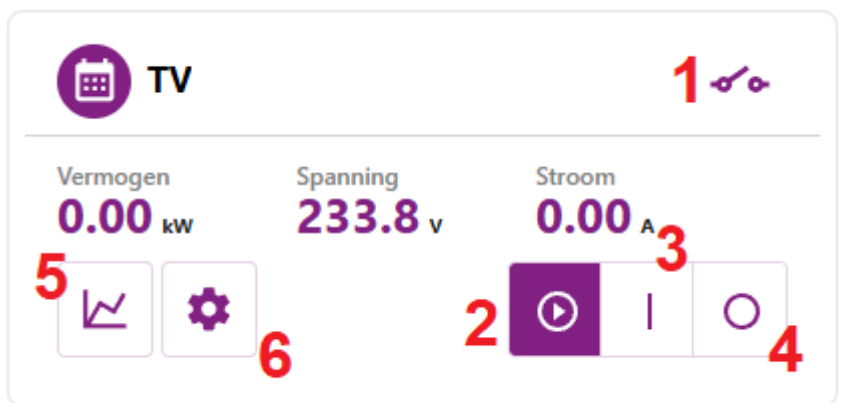 TV 1
Vermogen Spanning Stroom
0.00 kW 233.8 V 0.00 A
3
5
2
6 4